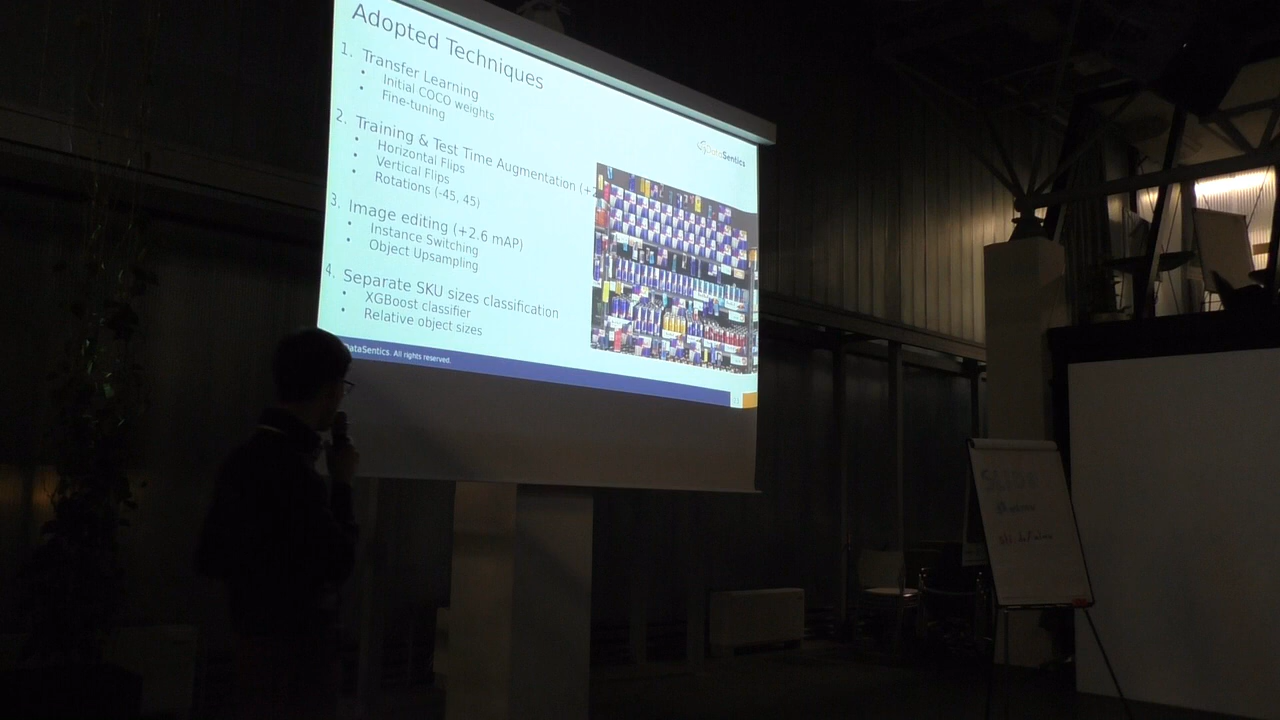 Adopted Techniques
1. Transfer Learning
• Initial COCO weights
• Fine-tuning
2. Training & Test Time Augmentation (+2
• Horizontal Flips
• Vertical Flips
• Rotations (-45, 45)
3. Image editing (+2.6 mAP)
• Instance Switching
• Object Upsampling
4. Separate SKU sizes classification
• XGBoost classifier
• Relative object sizes
DataSentics
DataSentics. All rights reserved.